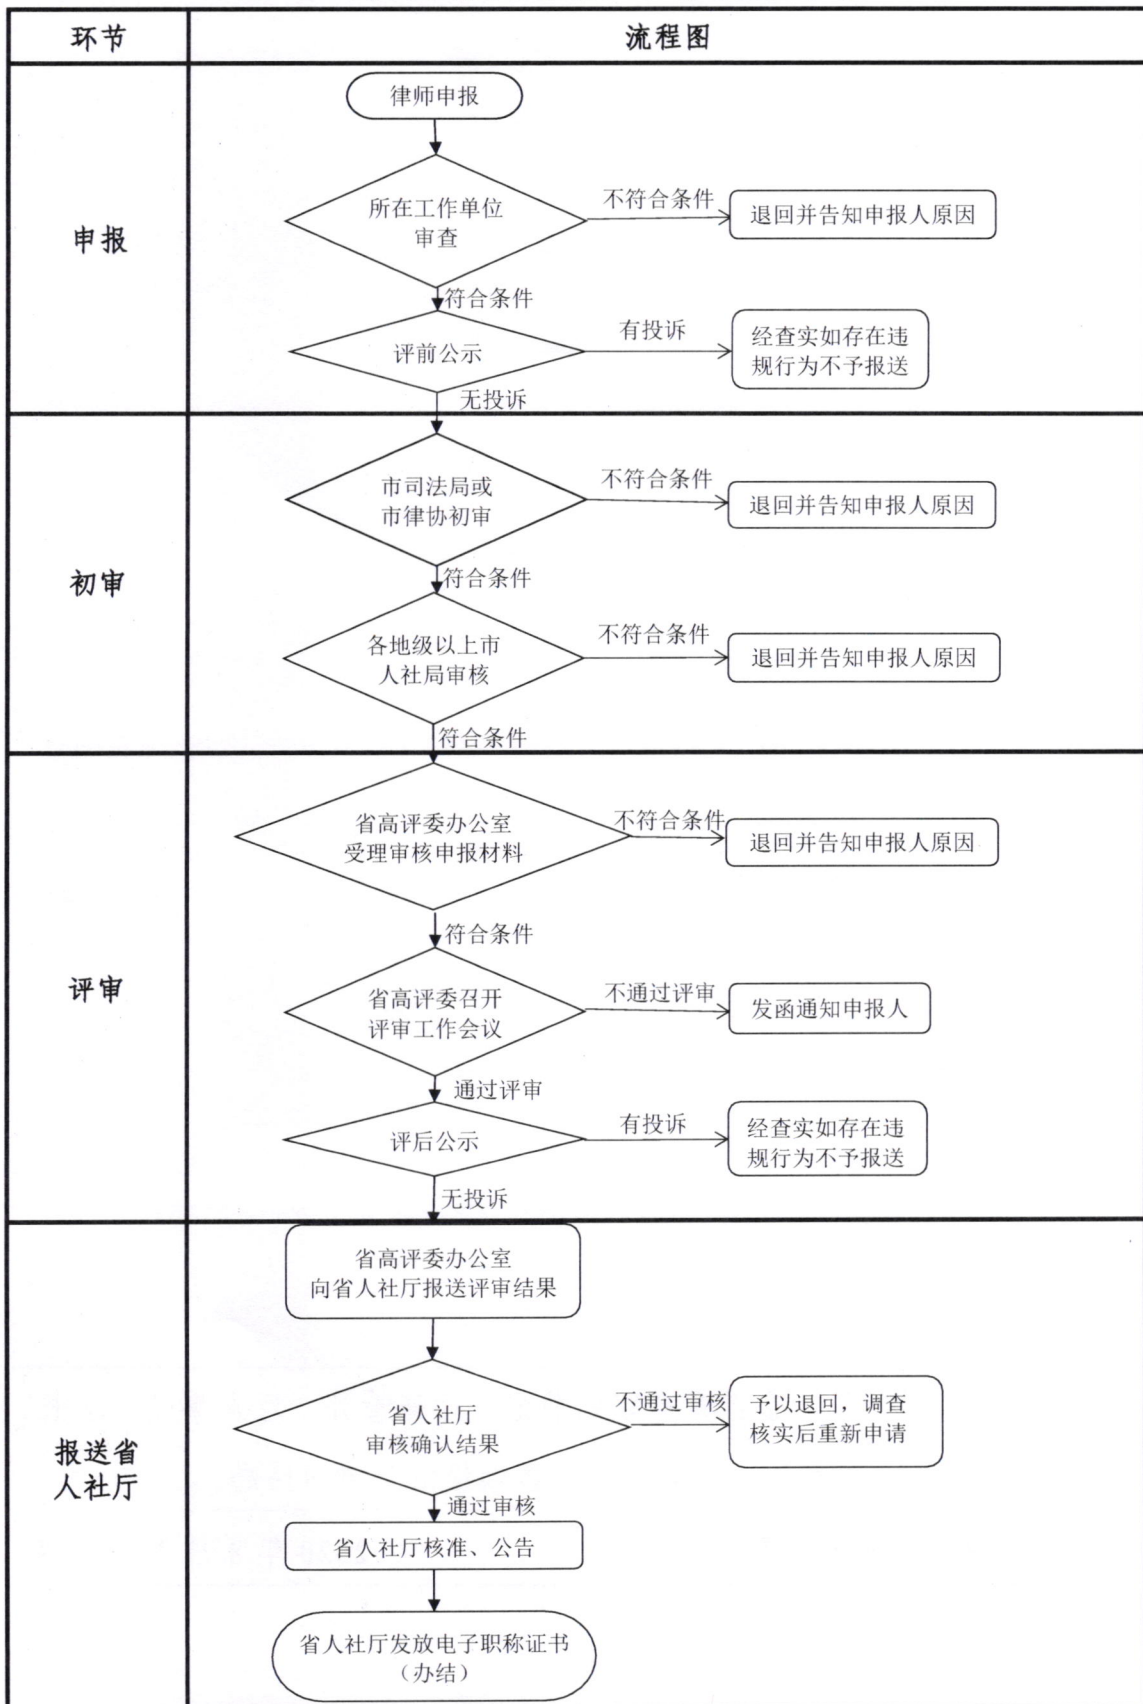 环节
流程图
申报
律师申报
所在工作单位
审查
不符合条件
退回并告知申报人原因
符合条件
评前公示
有投诉
经查实如存在违
规行为不予报送
无投诉
初审
市司法局或
市律协初审
不符合条件
退回并告知申报人原因
符合条件
各地级以上市
人社局审核
不符合条件
退回并告知申报人原因
符合条件
评审
省高评委办公室
受理审核申报材料
不符合条件
退回并告知申报人原因
符合条件
省高评委召开
评审工作会议
不通过评审
发函通知申报人
通过评审
评后公示
有投诉
经查实如存在违
规行为不予报送
无投诉
报送省
人社厅
省高评委办公室
向省人社厅报送评审结果
省人社厅
审核确认结果
不通过审核
予以退回，调查
核实后重新申请
通过审核
省人社厅核准、公告
省人社厅发放电子职称证书
（办结）